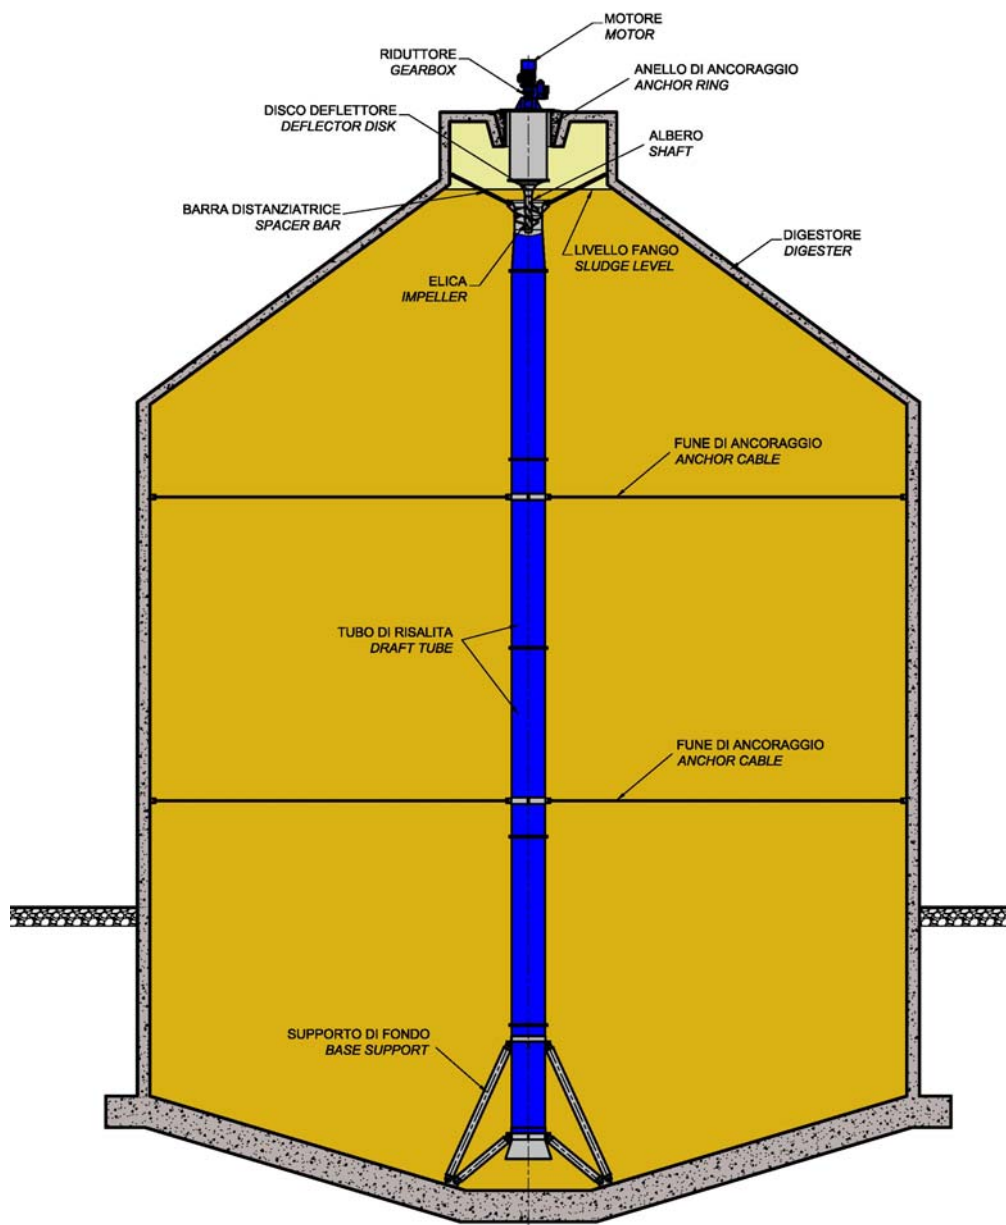 MOTORE
MOTOR
RIDUTTORE
GEARBOX
ANELLO DI ANCORAGGIO
ANCHOR RING
DISCO DEFLETTORE
DEFLECTOR DISK
ALBERO
SHAFT
BARRA DISTANZIATRICE
SPACER BAR
DIGESTORE
DIGESTER
LIVELLO FANGO
SLUDGE LEVEL
ELICA
IMPELLER
FUNE DI ANCORAGGIO
ANCHOR CABLE
TUBO DI RISALITA
DRAFT TUBE
FUNE DI ANCORAGGIO
ANCHOR CABLE
SUPPORTO DI FONDO
BASE SUPPORT